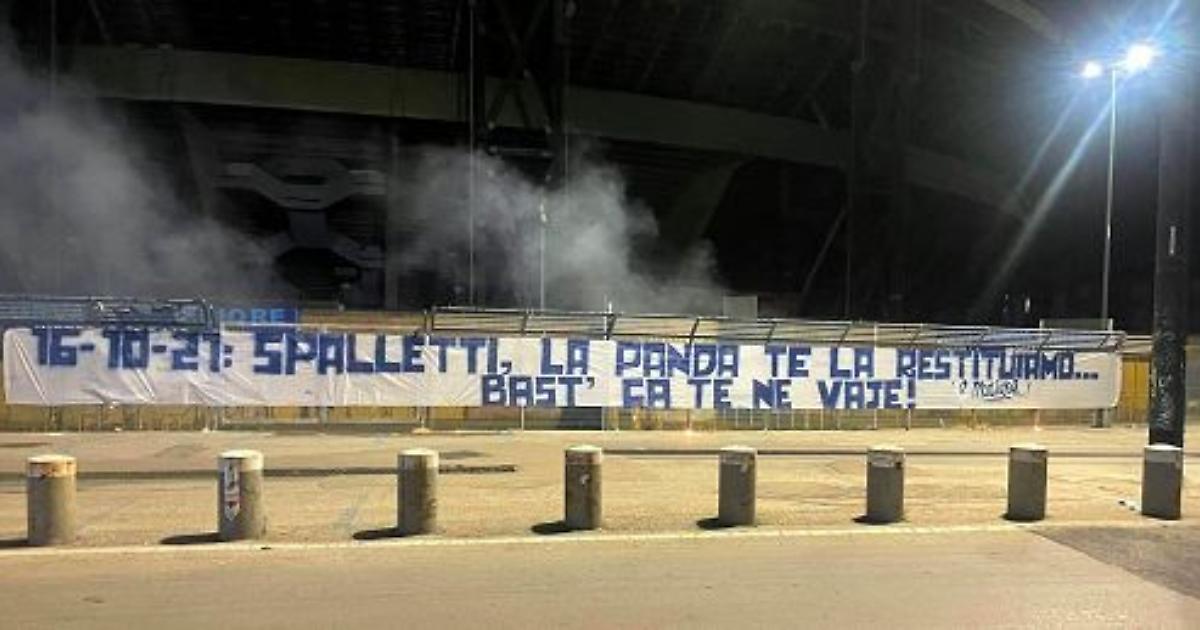 16-10-21: SPALLETTI, LA PANDA TE LA RESTITUIAMO...
BAST' CA TE NE VAJE!